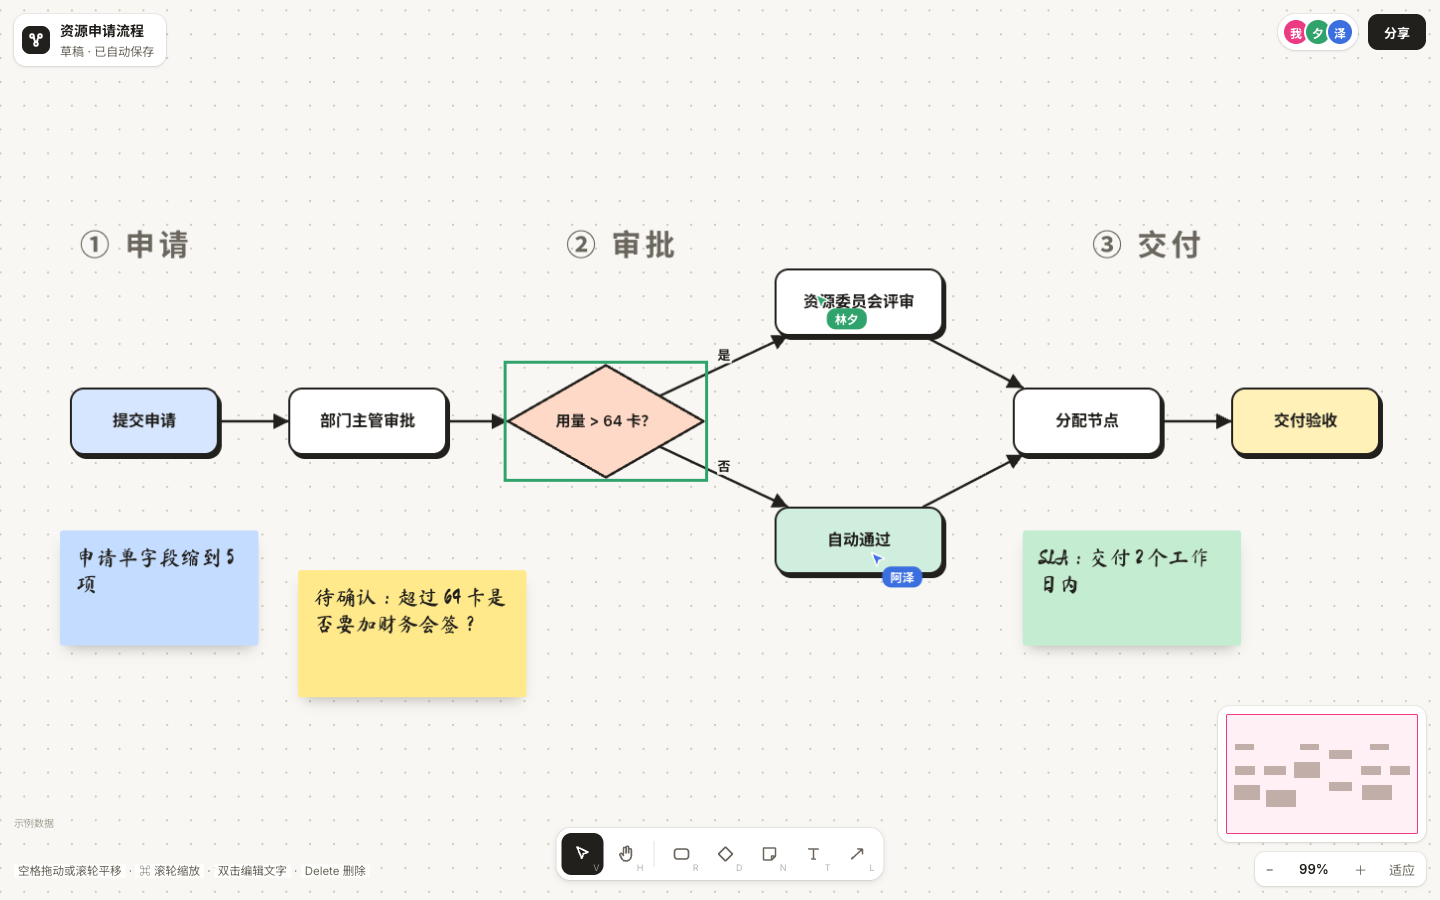 资源申请流程
草稿 · 已自动保存
我 夕 泽
分享
① 申请
② 审批
③ 交付
资源委员会评审
林夕
是
提交申请
部门主管审批
用量 > 64 卡?
分配节点
交付验收
否
自动通过
阿泽
申请单字段缩到 5
项
待确认：超过 64 卡是
否要加财务会签？
SLA：交付 2 个工作
日内
示例数据
空格拖动或滚轮平移 · ⌘ 滚轮缩放 · 双击编辑文字 · Delete 删除
V H R D N T L
- 99% + 适应